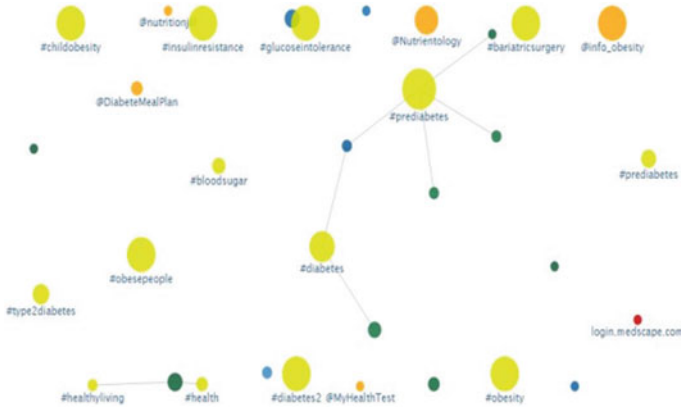 @nutritionj
#childobesity
#insulinresistance
#glucoseintolerance
@Nutrientology
#bariatricsurgery
@info_obesity
@DiabeteMealPlan
#prediabetes
#bloodsugar
#prediabetes
#diabetes
#obesepeople
#type2diabetes
login.medscape.com
#healthyliving
#health
#diabetes2
@MyHealthTest
#obesity